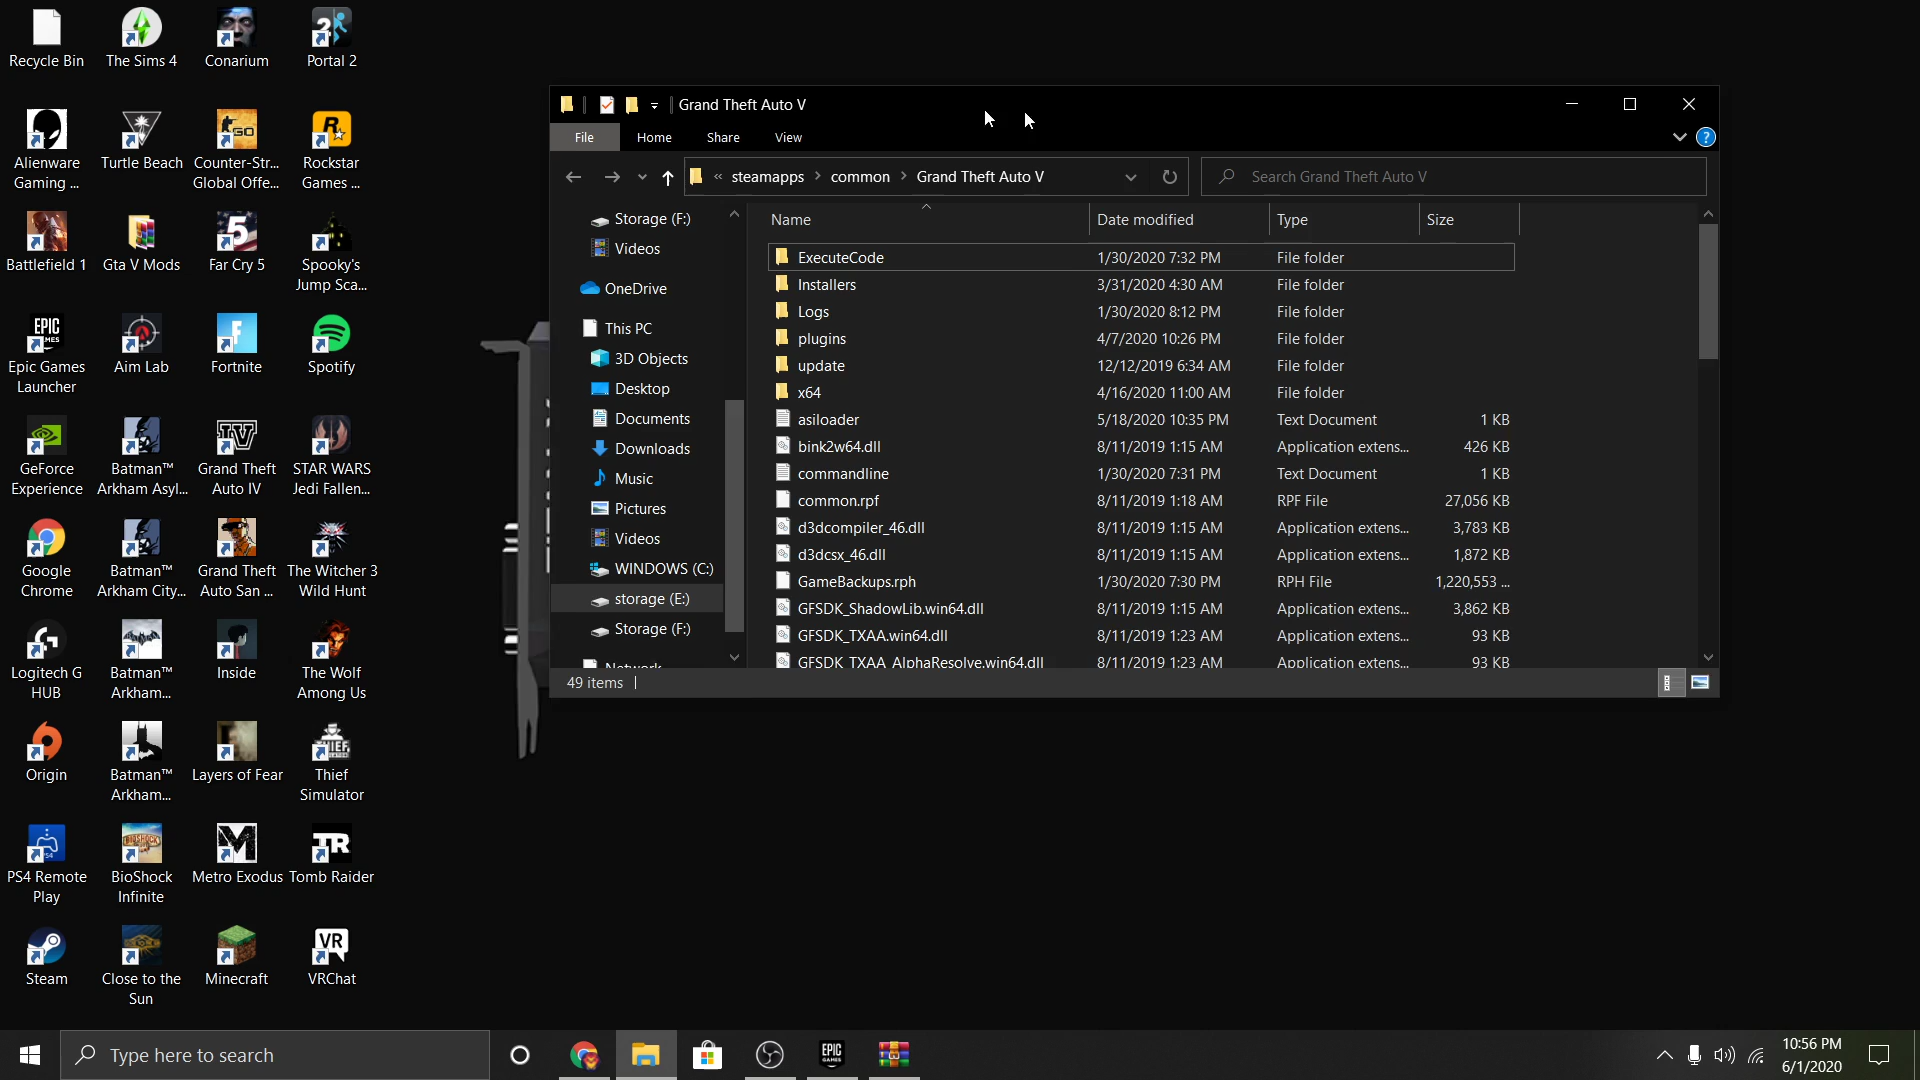 Recycle Bin
The Sims 4
Conarium
Portal 2
Alienware
Gaming ...
Turtle Beach
Counter-Str...
Global Offe...
Rockstar
Games ...
Battlefield 1
Gta V Mods
Far Cry 5
Spooky's
Jump Sca...
Epic Games
Launcher
Aim Lab
Fortnite
Spotify
GeForce
Experience
Batman™
Arkham Asyl...
Grand Theft
Auto IV
STAR WARS
Jedi Fallen...
Google
Chrome
Batman™
Arkham City...
Grand Theft
Auto San ...
The Witcher 3
Wild Hunt
Logitech G
HUB
Batman™
Arkham...
Inside
The Wolf
Among Us
Origin
Batman™
Arkham...
Layers of Fear
Thief
Simulator
PS4 Remote
Play
BioShock
Infinite
Metro Exodus
Tomb Raider
Steam
Close to the
Sun
Minecraft
VRChat
Grand Theft Auto V
File Home Share View
« steamapps > common > Grand Theft Auto V
Search Grand Theft Auto V
Storage (F:)
Videos
OneDrive
This PC
3D Objects
Desktop
Documents
Downloads
Music
Pictures
Videos
WINDOWS (C:)
storage (E:)
Storage (F:)
Network
Name Date modified Type Size
ExecuteCode 1/30/2020 7:32 PM File folder
Installers 3/31/2020 4:30 AM File folder
Logs 1/30/2020 8:12 PM File folder
plugins 4/7/2020 10:26 PM File folder
update 12/12/2019 6:34 AM File folder
x64 4/16/2020 11:00 AM File folder
asiloader 5/18/2020 10:35 PM Text Document 1 KB
bink2w64.dll 8/11/2019 1:15 AM Application extens... 426 KB
commandline 1/30/2020 7:31 PM Text Document 1 KB
common.rpf 8/11/2019 1:18 AM RPF File 27,056 KB
d3dcompiler_46.dll 8/11/2019 1:15 AM Application extens... 3,783 KB
d3dcsx_46.dll 8/11/2019 1:15 AM Application extens... 1,872 KB
GameBackups.rph 1/30/2020 7:30 PM RPH File 1,220,553 ...
GFSDK_ShadowLib.win64.dll 8/11/2019 1:15 AM Application extens... 3,862 KB
GFSDK_TXAA.win64.dll 8/11/2019 1:23 AM Application extens... 93 KB
GFSDK_TXAA_AlphaResolve.win64.dll 8/11/2019 1:23 AM Application extens... 93 KB
49 items
Type here to search
EPIC
GAMES
10:56 PM
6/1/2020